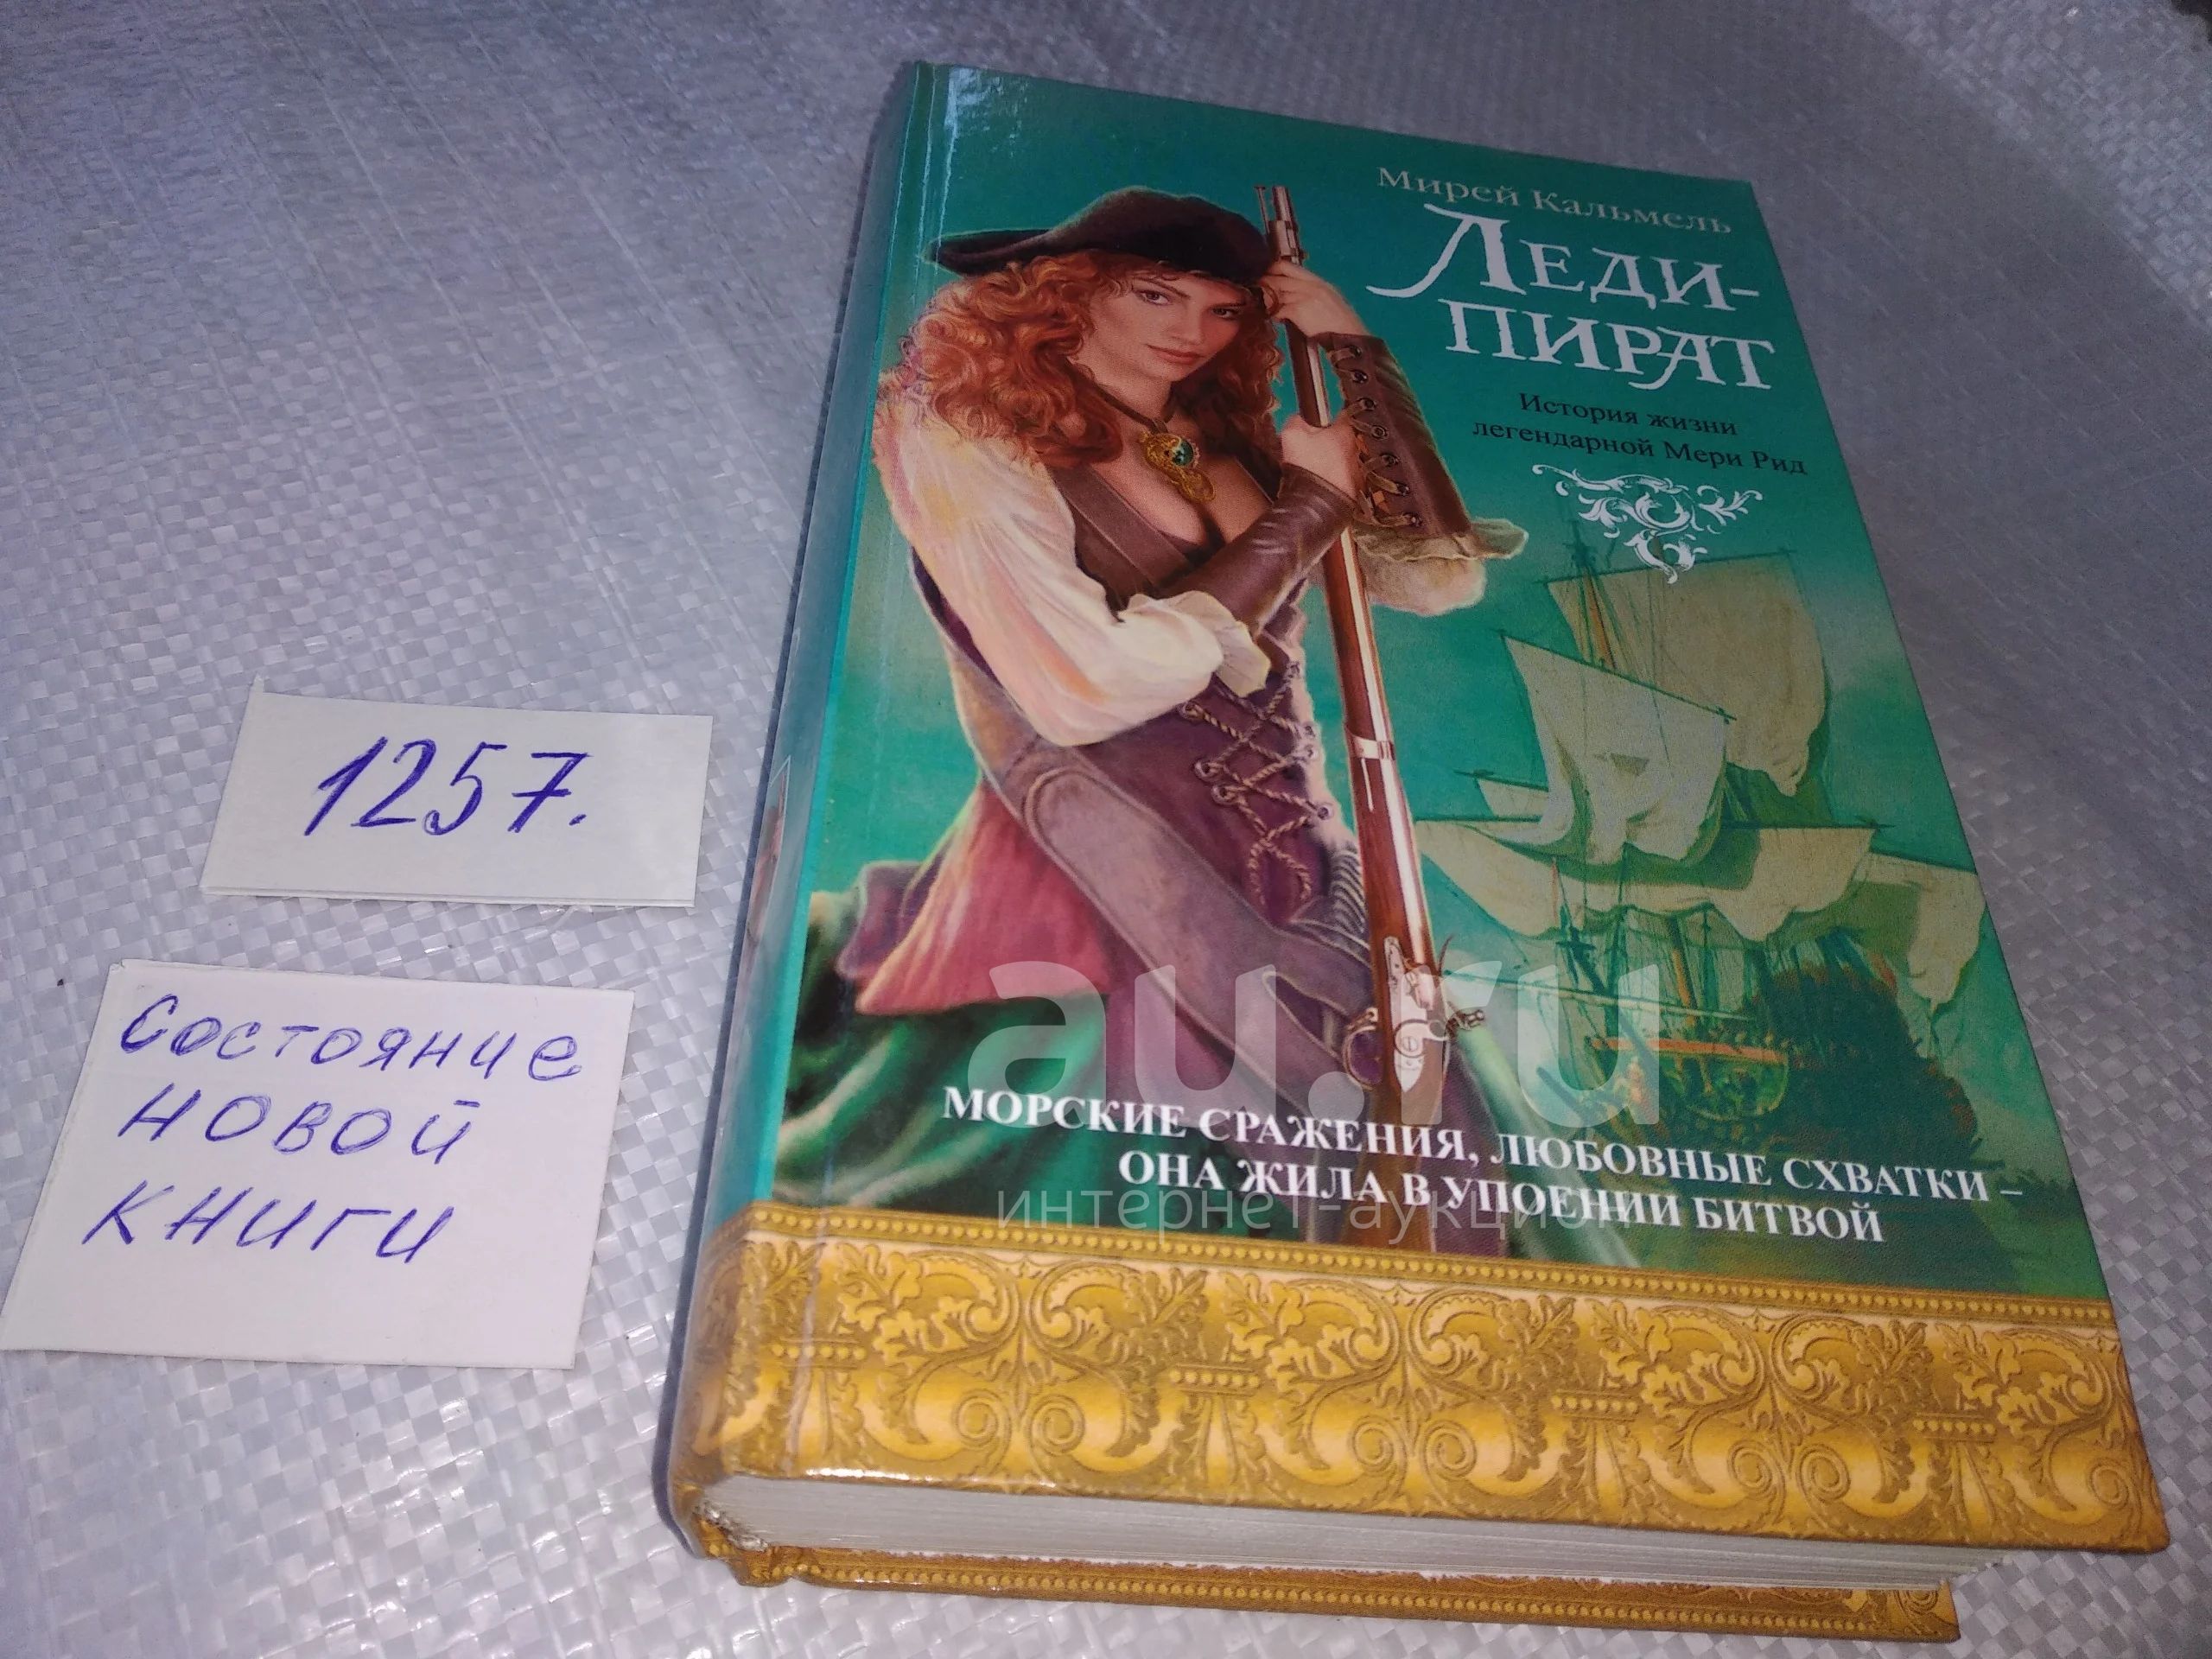 Мирей Кальмель
ЛЕДИ-
ПИРАТ
История жизни
легендарной Мери Рид
1257.
Состояние
новой
книги
au.ru
МОРСКИЕ СРАЖЕНИЯ, ЛЮБОВНЫЕ СХВАТКИ –
ОНА ЖИЛА В УПОЕНИИ БИТВОЙ
интернет-аукцион